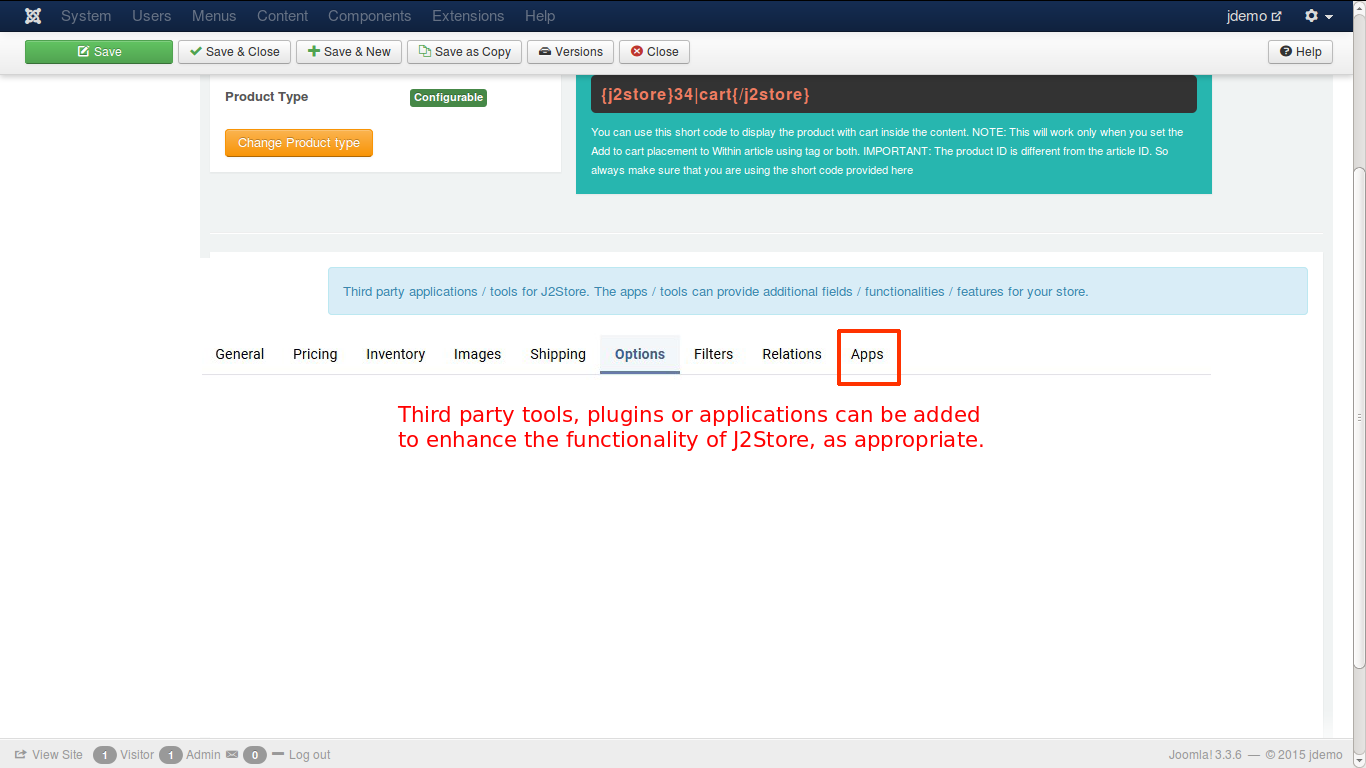 System Users Menus Content Components Extensions Help jdemo
Save Save & Close Save & New Save as Copy Versions Close Help
Product Type Configurable
Change Product type
{j2store}34|cart{/j2store}
You can use this short code to display the product with cart inside the content. NOTE: This will work only when you set the
Add to cart placement to Within article using tag or both. IMPORTANT: The product ID is different from the article ID. So
always make sure that you are using the short code provided here
Third party applications / tools for J2Store. The apps / tools can provide additional fields / functionalities / features for your store.
General Pricing Inventory Images Shipping Options Filters Relations Apps
Third party tools, plugins or applications can be added
to enhance the functionality of J2Store, as appropriate.
View Site 1 Visitor 1 Admin 0 Log out Joomla! 3.3.6 — © 2015 jdemo